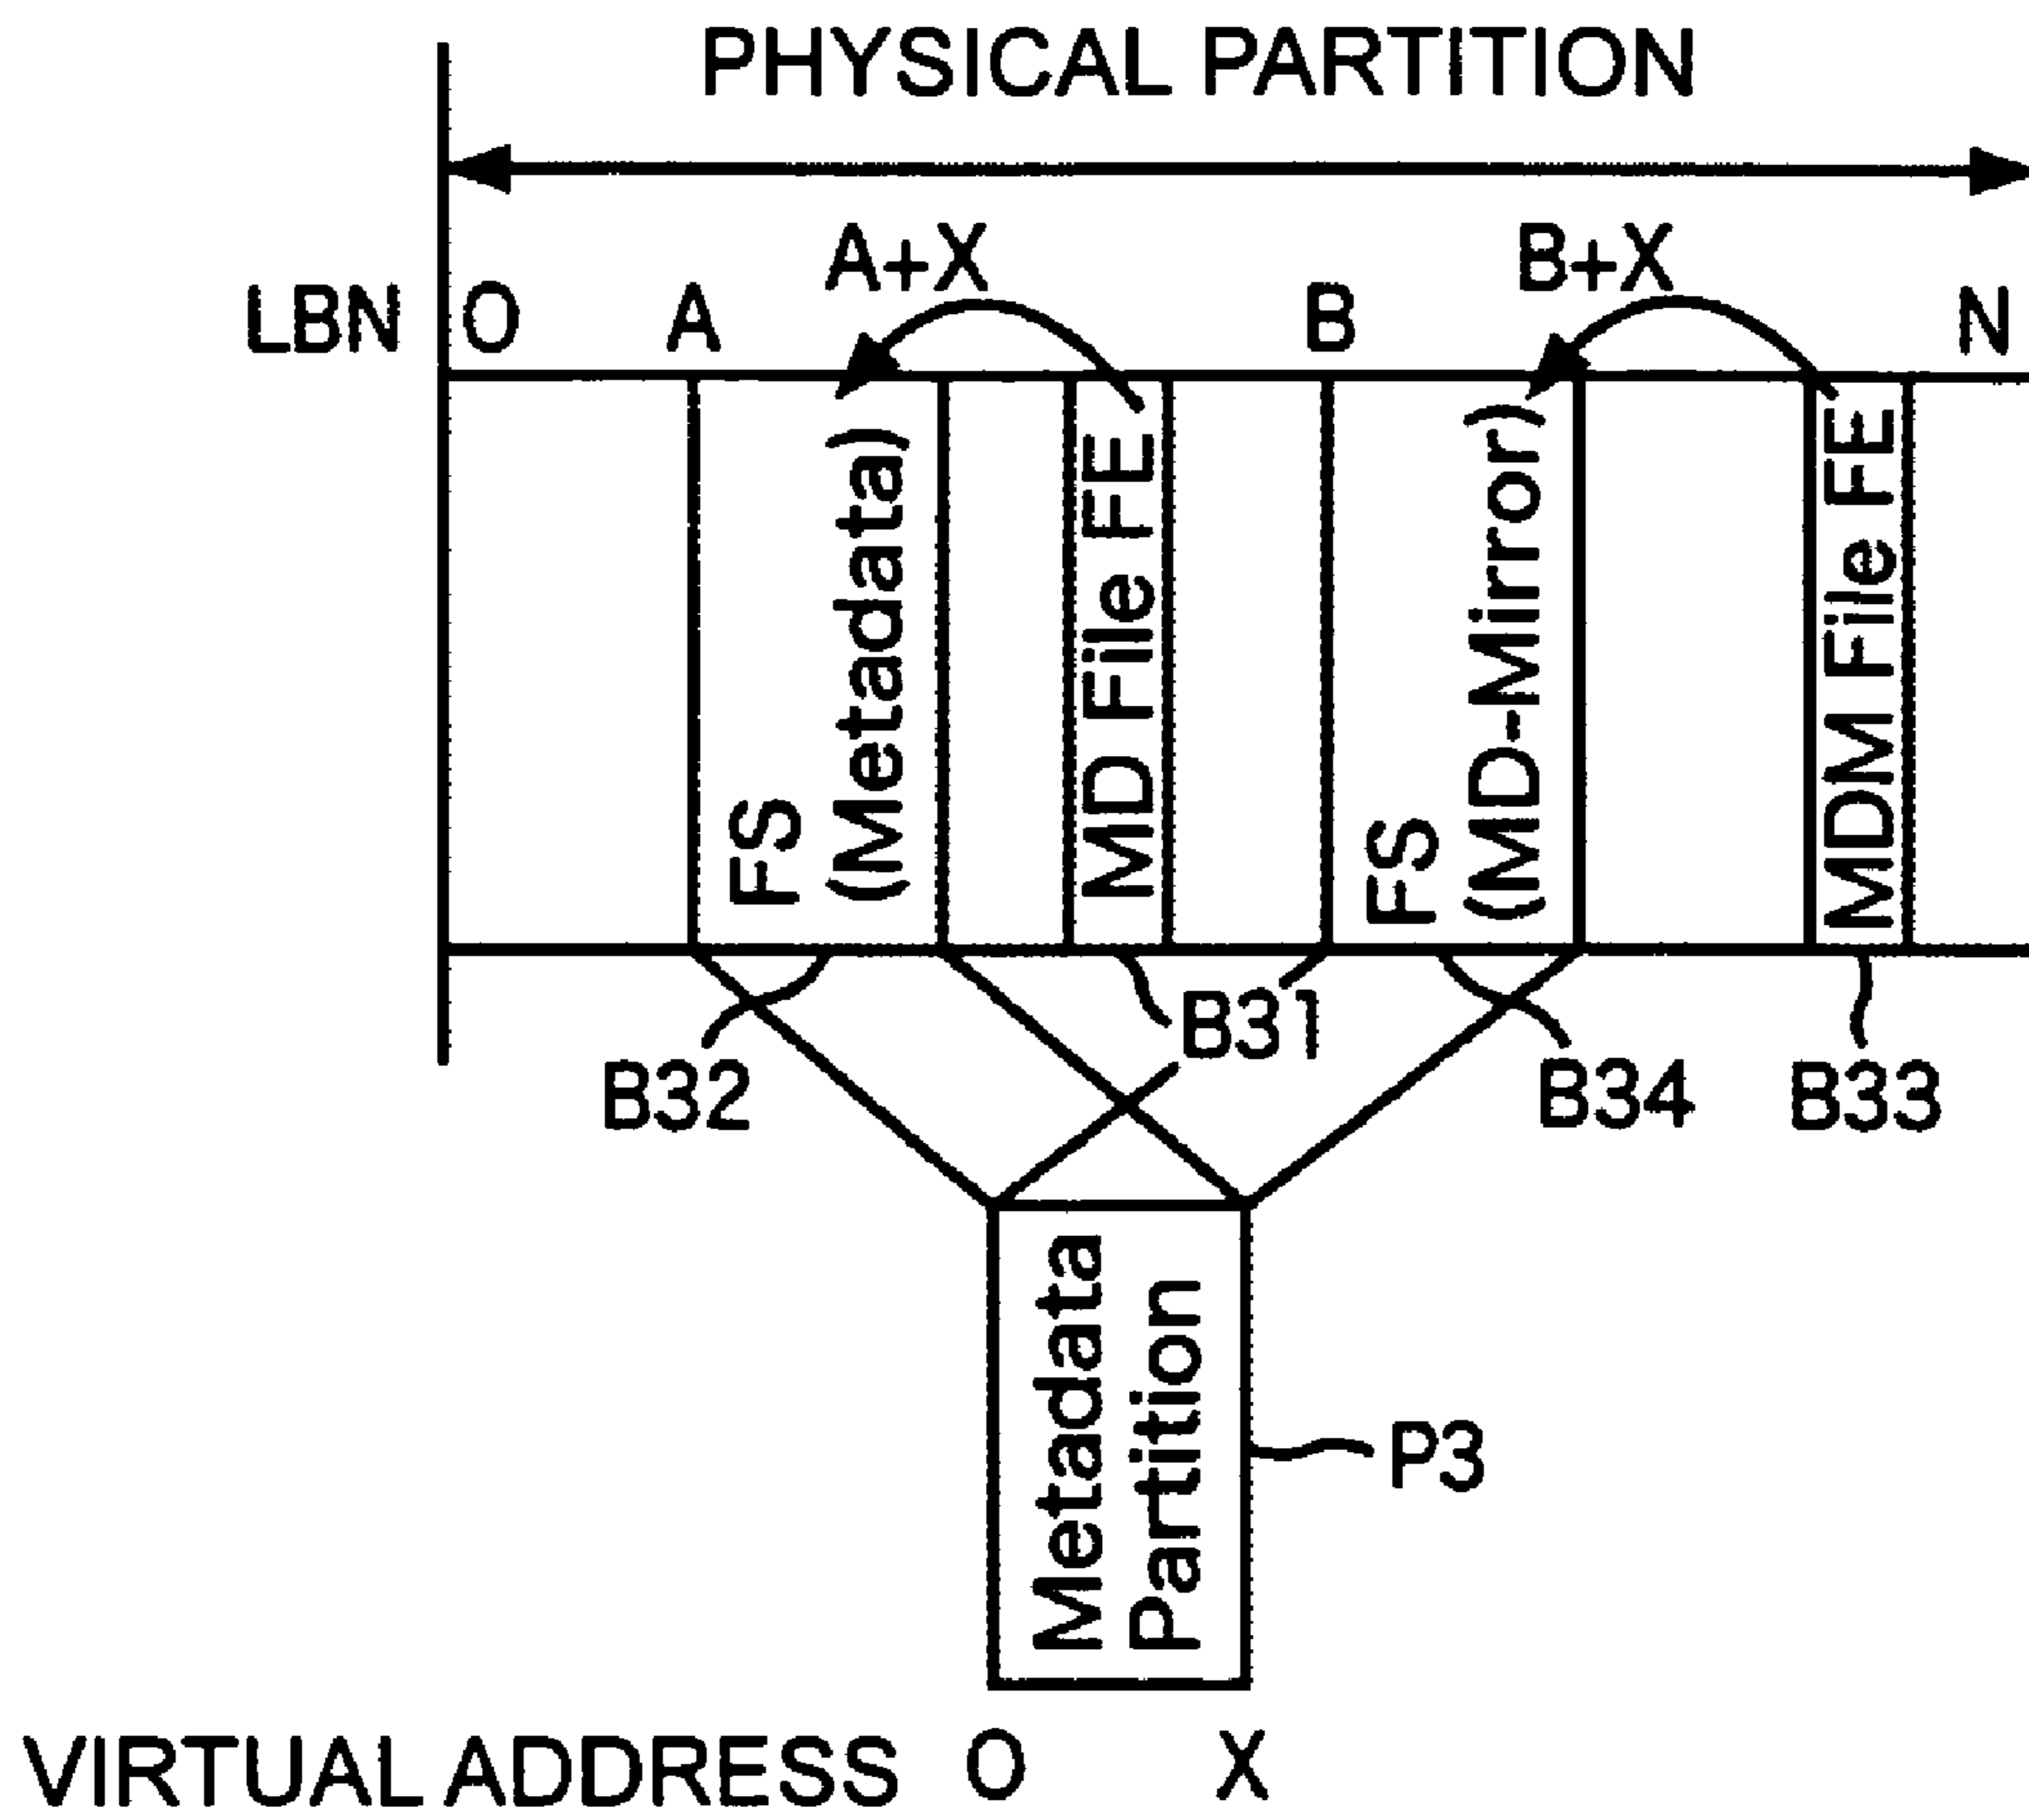 PHYSICAL PARTITION
A+X
B+X
LBN O A B N
FS
(Metadata)
MD File FE
FS
(MD-Mirror)
MDM File FE
B32
B31
B34
B33
Metadata
Partition
P3
VIRTUAL ADDRESS O X